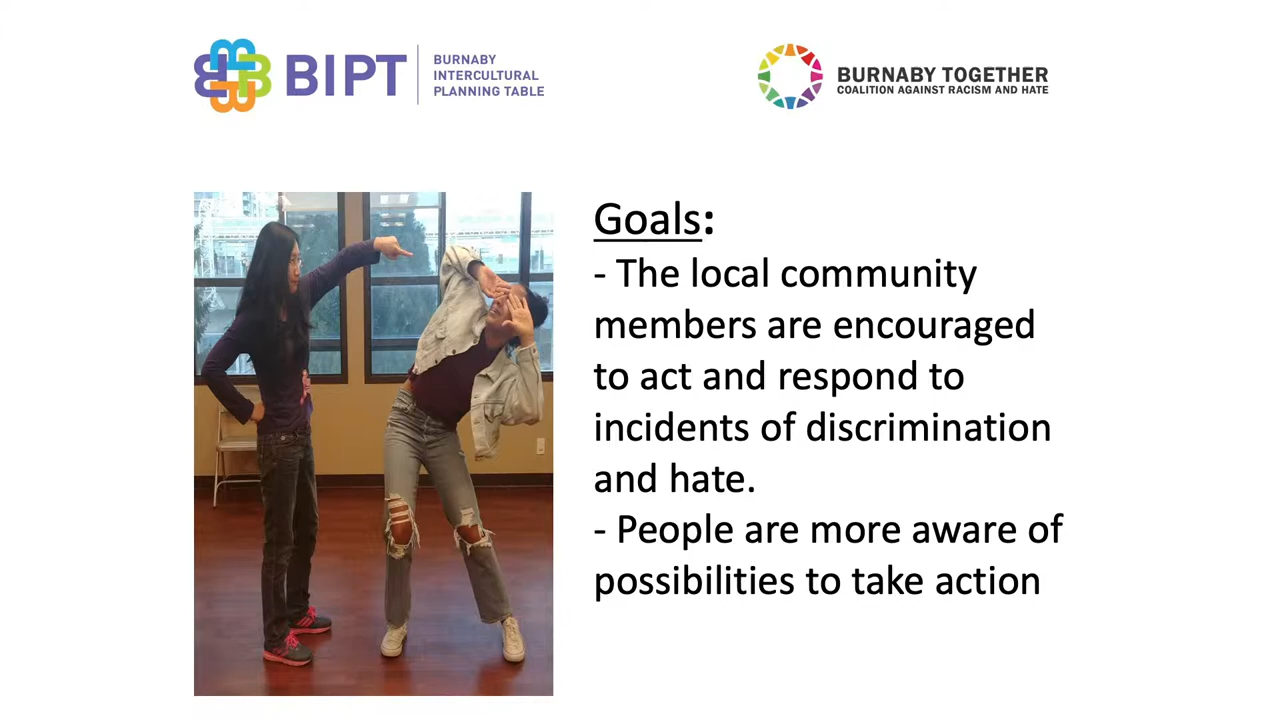 BIPT
BURNABY
INTERCULTURAL
PLANNING TABLE
BURNABY TOGETHER
COALITION AGAINST RACISM AND HATE
Goals:
- The local community
members are encouraged
to act and respond to
incidents of discrimination
and hate.
- People are more aware of
possibilities to take action